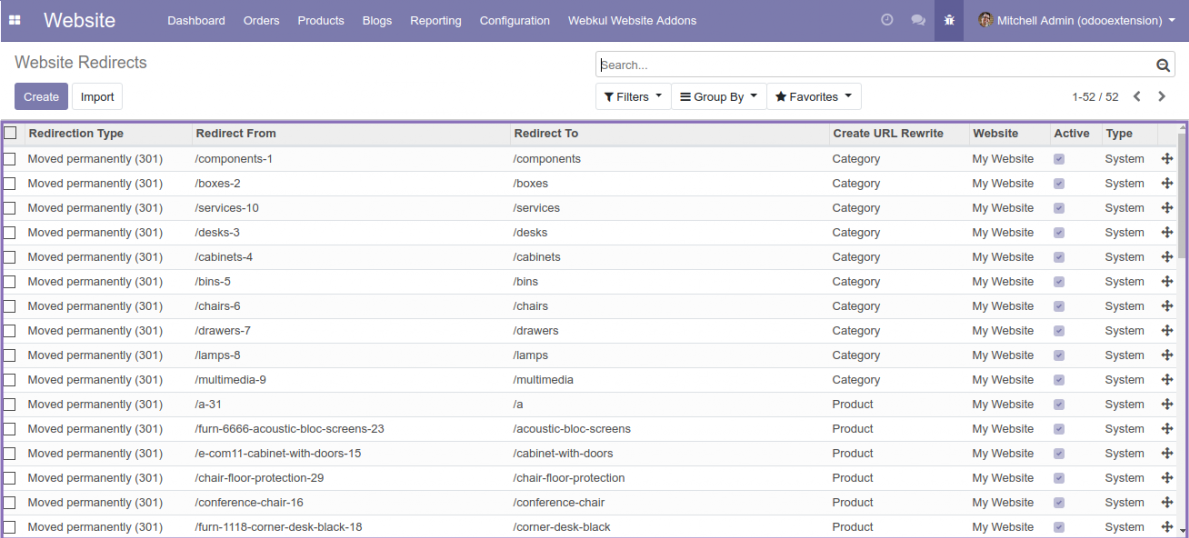 Website Dashboard Orders Products Blogs Reporting Configuration Webkul Website Addons Mitchell Admin (odooextension)
Website Redirects Search...
Create Import Filters Group By Favorites 1-52 / 52
Redirection Type Redirect From Redirect To Create URL Rewrite Website Active Type
Moved permanently (301) /components-1 /components Category My Website System
Moved permanently (301) /boxes-2 /boxes Category My Website System
Moved permanently (301) /services-10 /services Category My Website System
Moved permanently (301) /desks-3 /desks Category My Website System
Moved permanently (301) /cabinets-4 /cabinets Category My Website System
Moved permanently (301) /bins-5 /bins Category My Website System
Moved permanently (301) /chairs-6 /chairs Category My Website System
Moved permanently (301) /drawers-7 /drawers Category My Website System
Moved permanently (301) /lamps-8 /lamps Category My Website System
Moved permanently (301) /multimedia-9 /multimedia Category My Website System
Moved permanently (301) /a-31 /a Product My Website System
Moved permanently (301) /furn-6666-acoustic-bloc-screens-23 /acoustic-bloc-screens Product My Website System
Moved permanently (301) /e-com11-cabinet-with-doors-15 /cabinet-with-doors Product My Website System
Moved permanently (301) /chair-floor-protection-29 /chair-floor-protection Product My Website System
Moved permanently (301) /conference-chair-16 /conference-chair Product My Website System
Moved permanently (301) /furn-1118-corner-desk-black-18 /corner-desk-black Product My Website System